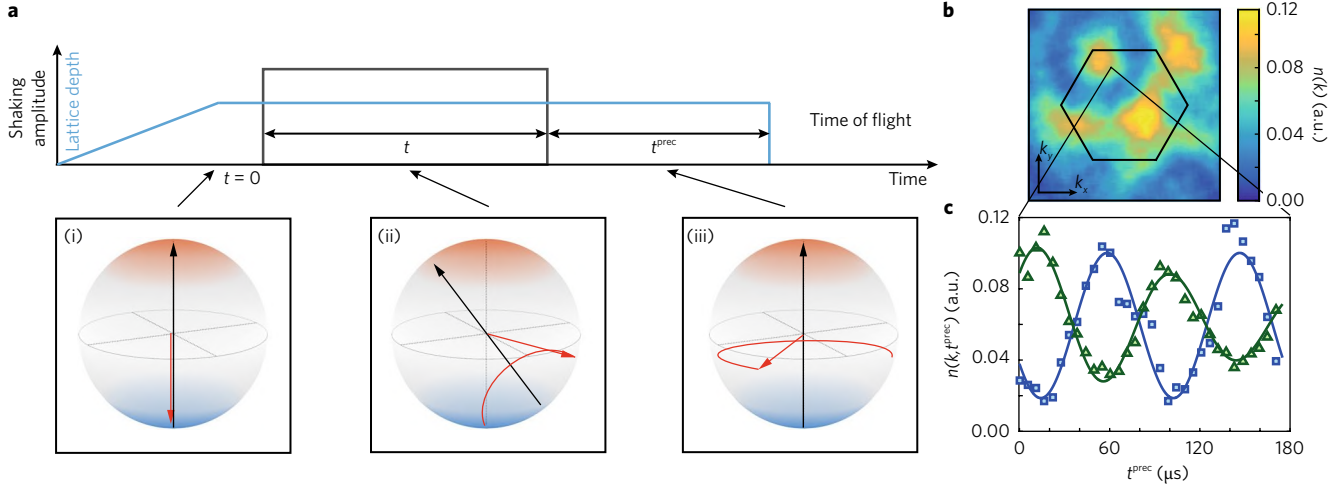 a
Shaking
amplitude
Lattice depth
t
t^prec
Time of flight
t = 0
Time
(i)
(ii)
(iii)
b
k_y
k_x
0.12
0.08
0.04
0.00
n(k) (a.u.)
c
0.12
0.08
0.04
0.00
n(k,t^prec) (a.u.)
0
60
120
180
t^prec (μs)